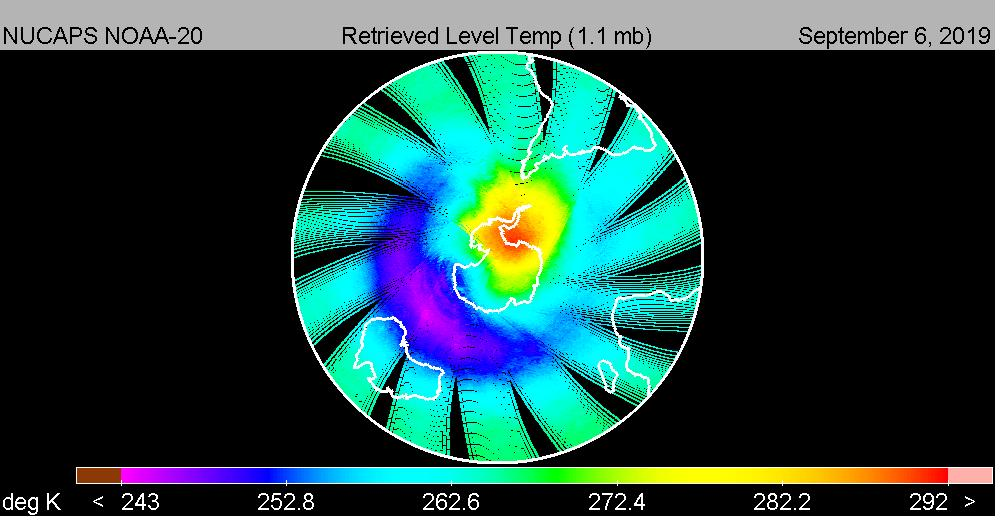 NUCAPS NOAA-20 Retrieved Level Temp (1.1 mb) September 6, 2019
deg K < 243 252.8 262.6 272.4 282.2 292 >